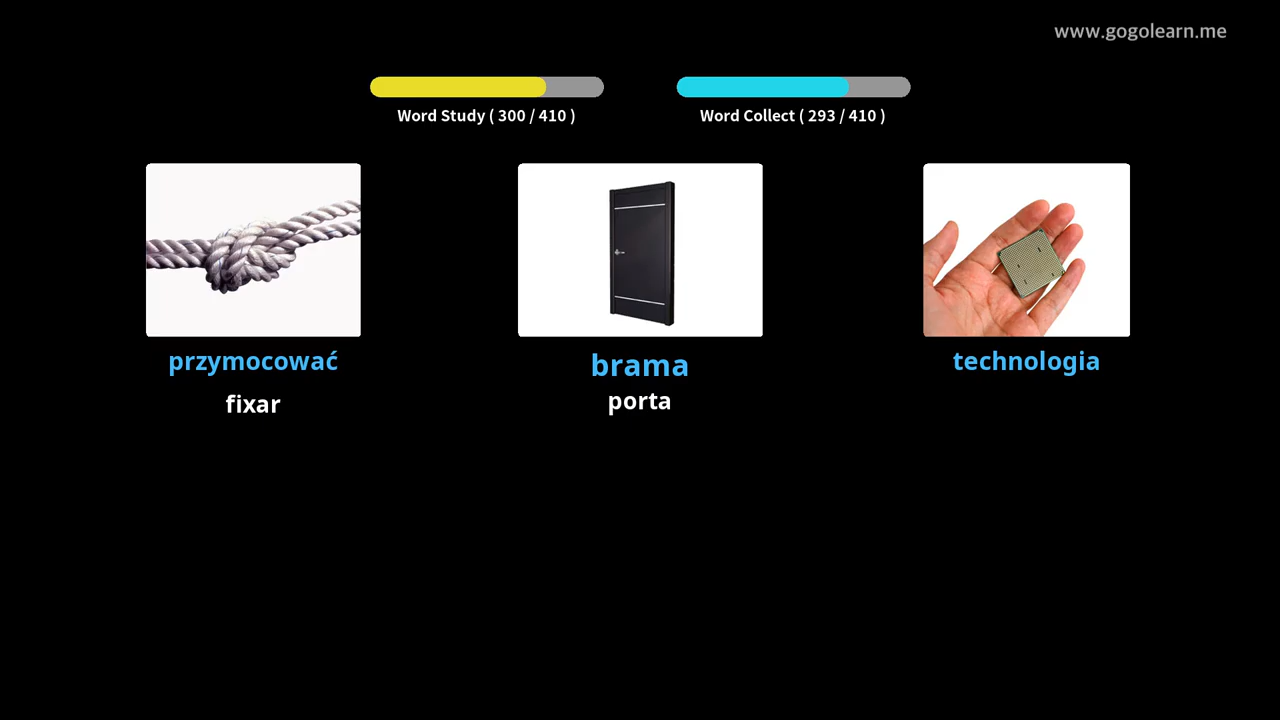 www.gogolearn.me
Word Study ( 300 / 410 )
Word Collect ( 293 / 410 )
przymocować
fixar
brama
porta
technologia